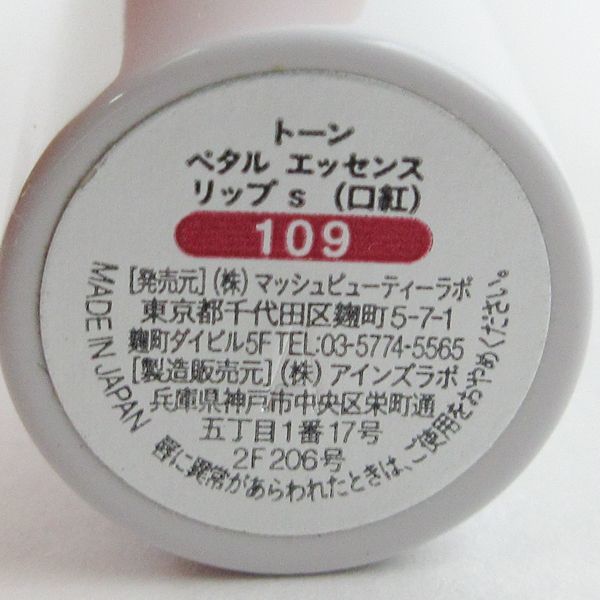 トーン
ペタル エッセンス
リップ s (口紅)
109
[発売元] (株) マッシュビューティーラボ
東京都千代田区麹町5-7-1
麹町ダイビル5F TEL:03-5774-5565
[製造販売元] (株) アインズラボ
兵庫県神戸市中央区栄町通
五丁目1番17号
2F 206号
MADE IN JAPAN
唇に異常があらわれたときは、ご使用をおやめください。